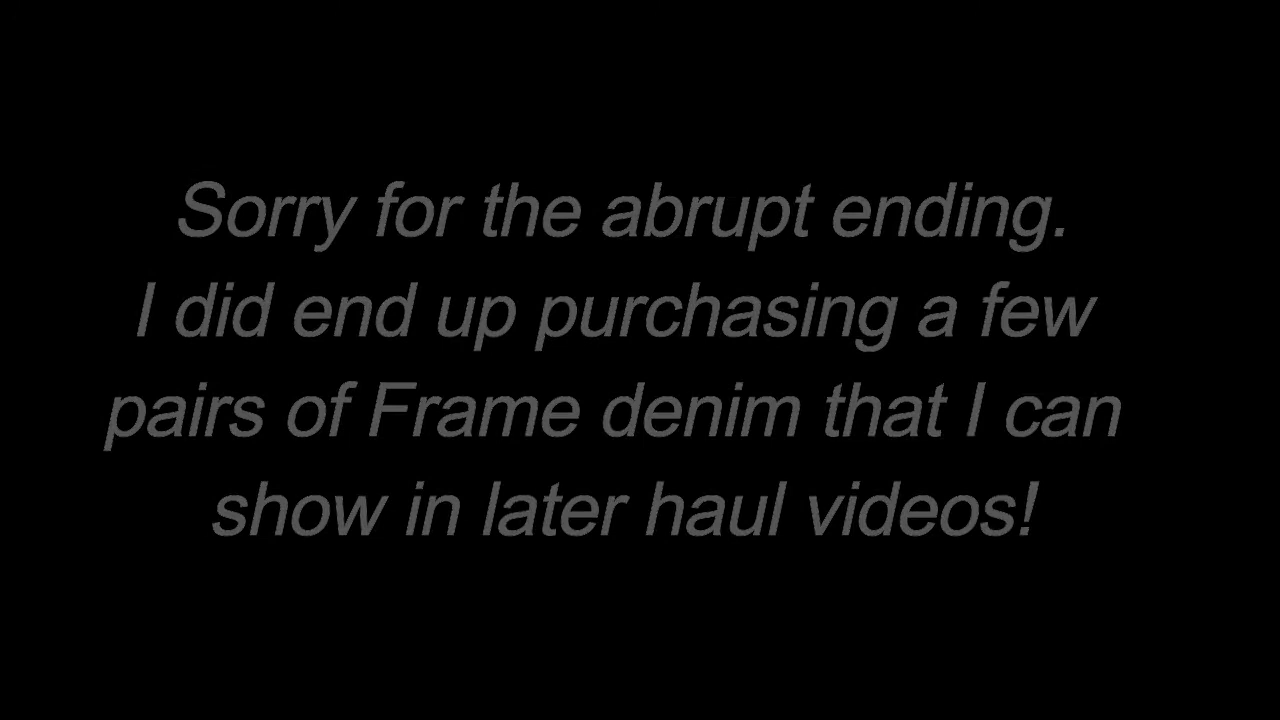 Sorry for the abrupt ending.
I did end up purchasing a few
pairs of Frame denim that I can
show in later haul videos!